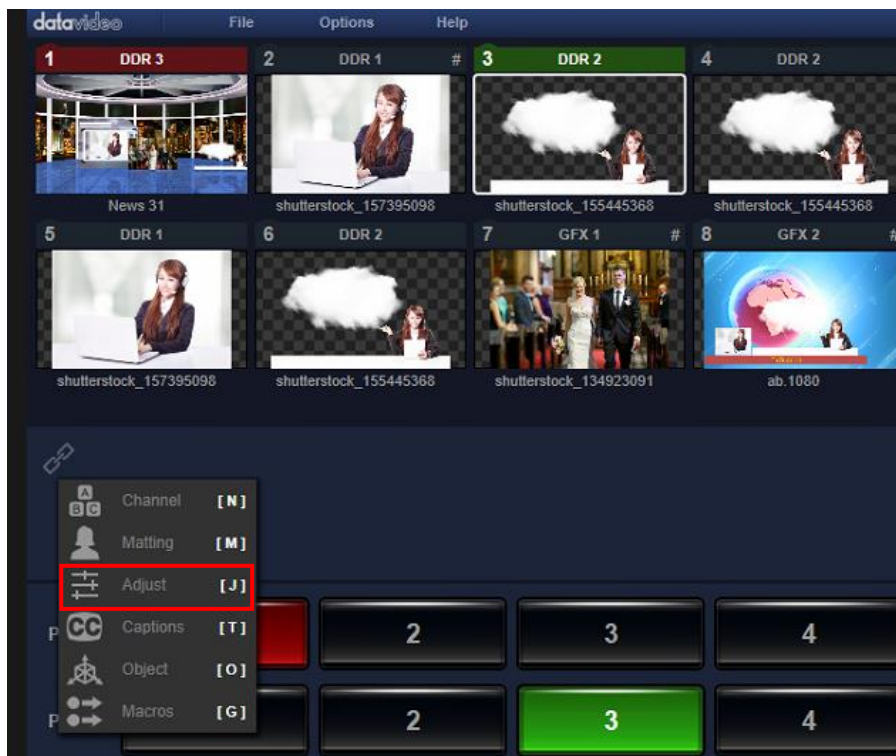 datavideo File Options Help
1 DDR 3 2 DDR 1 # 3 DDR 2 4 DDR 2
News 31 shutterstock_157395098 shutterstock_155445368 shutterstock_155445368
5 DDR 1 6 DDR 2 7 GFX 1 # 8 GFX 2 #
shutterstock_157395098 shutterstock_155445368 shutterstock_134923091 ab.1080
A
B C Channel [ N ]
Matting [ M ]
Adjust [ J ]
CC Captions [ T ]
Object [ O ]
Macros [ G ]
P 2 3 4
P 2 3 4